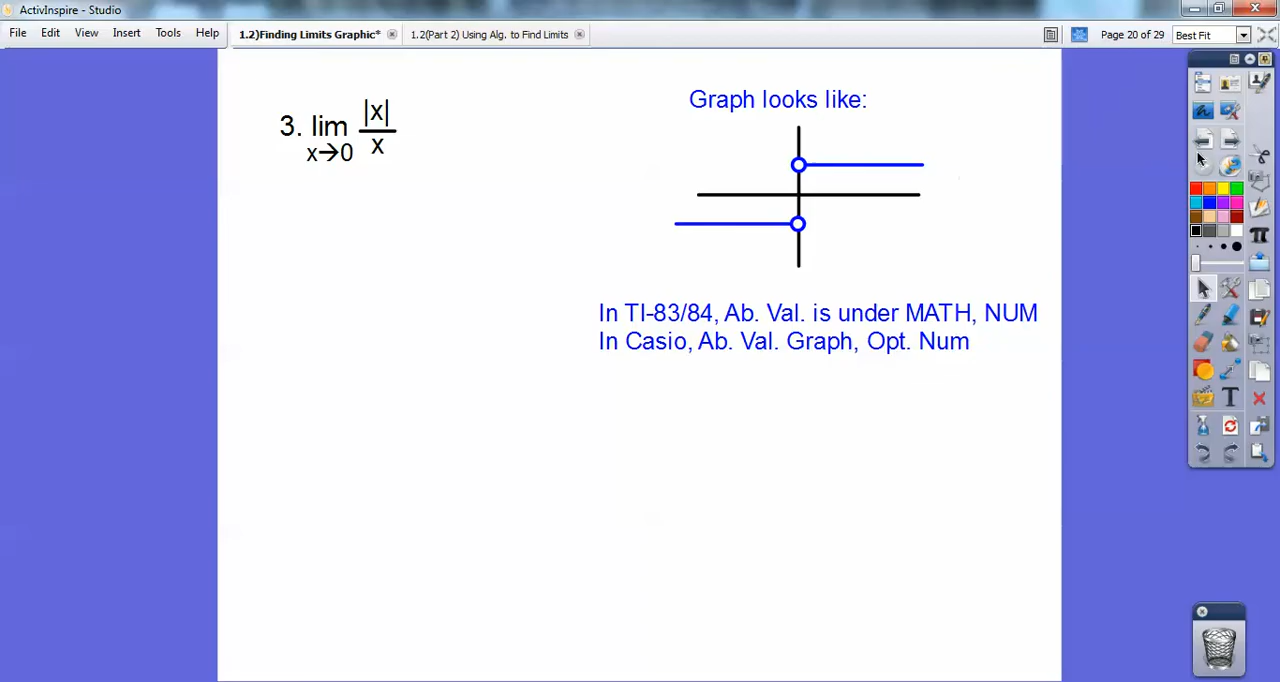 ActivInspire - Studio
File Edit View Insert Tools Help
1.2)Finding Limits Graphic*
1.2(Part 2) Using Alg. to Find Limits
Page 20 of 29
Best Fit
3. lim |x|/x
x→0
Graph looks like:
In TI-83/84, Ab. Val. is under MATH, NUM
In Casio, Ab. Val. Graph, Opt. Num